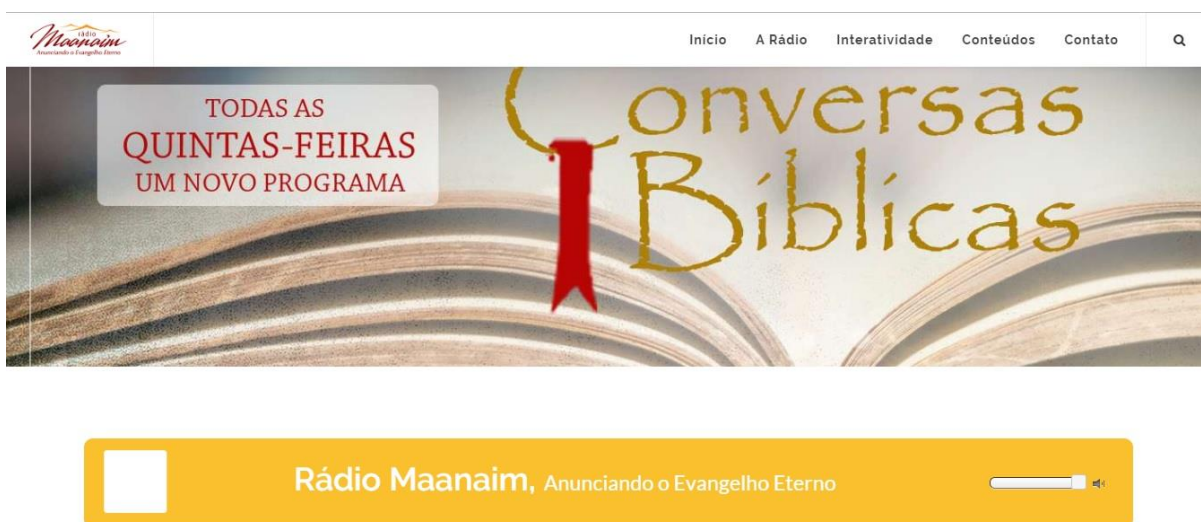 rádio
Maanaim
Anunciando o Evangelho Eterno
Início A Rádio Interatividade Conteúdos Contato
TODAS AS
QUINTAS-FEIRAS
UM NOVO PROGRAMA
Conversas
Bíblicas
Rádio Maanaim, Anunciando o Evangelho Eterno